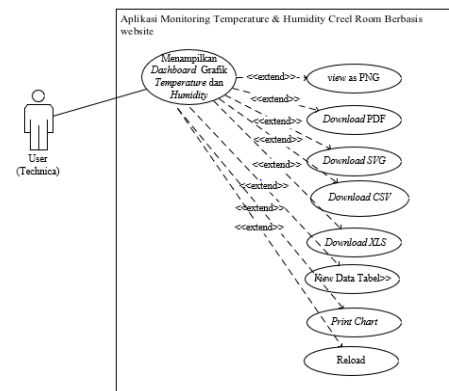 Aplikasi Monitoring Temperature & Humidity Creel Room Berbasis
website
Menampilkan
Dashboard Grafik
Temperature dan
Humidity
User
(Technica)
<<extend>>
view as PNG
<<extend>>
Download PDF
<<extend>>
Download SVG
<<extend>>
Download CSV
<<extend>>
Download XLS
<<extend>>
View Data Tabel>>
<<extend>>
Print Chart
<<extend>>
Reload